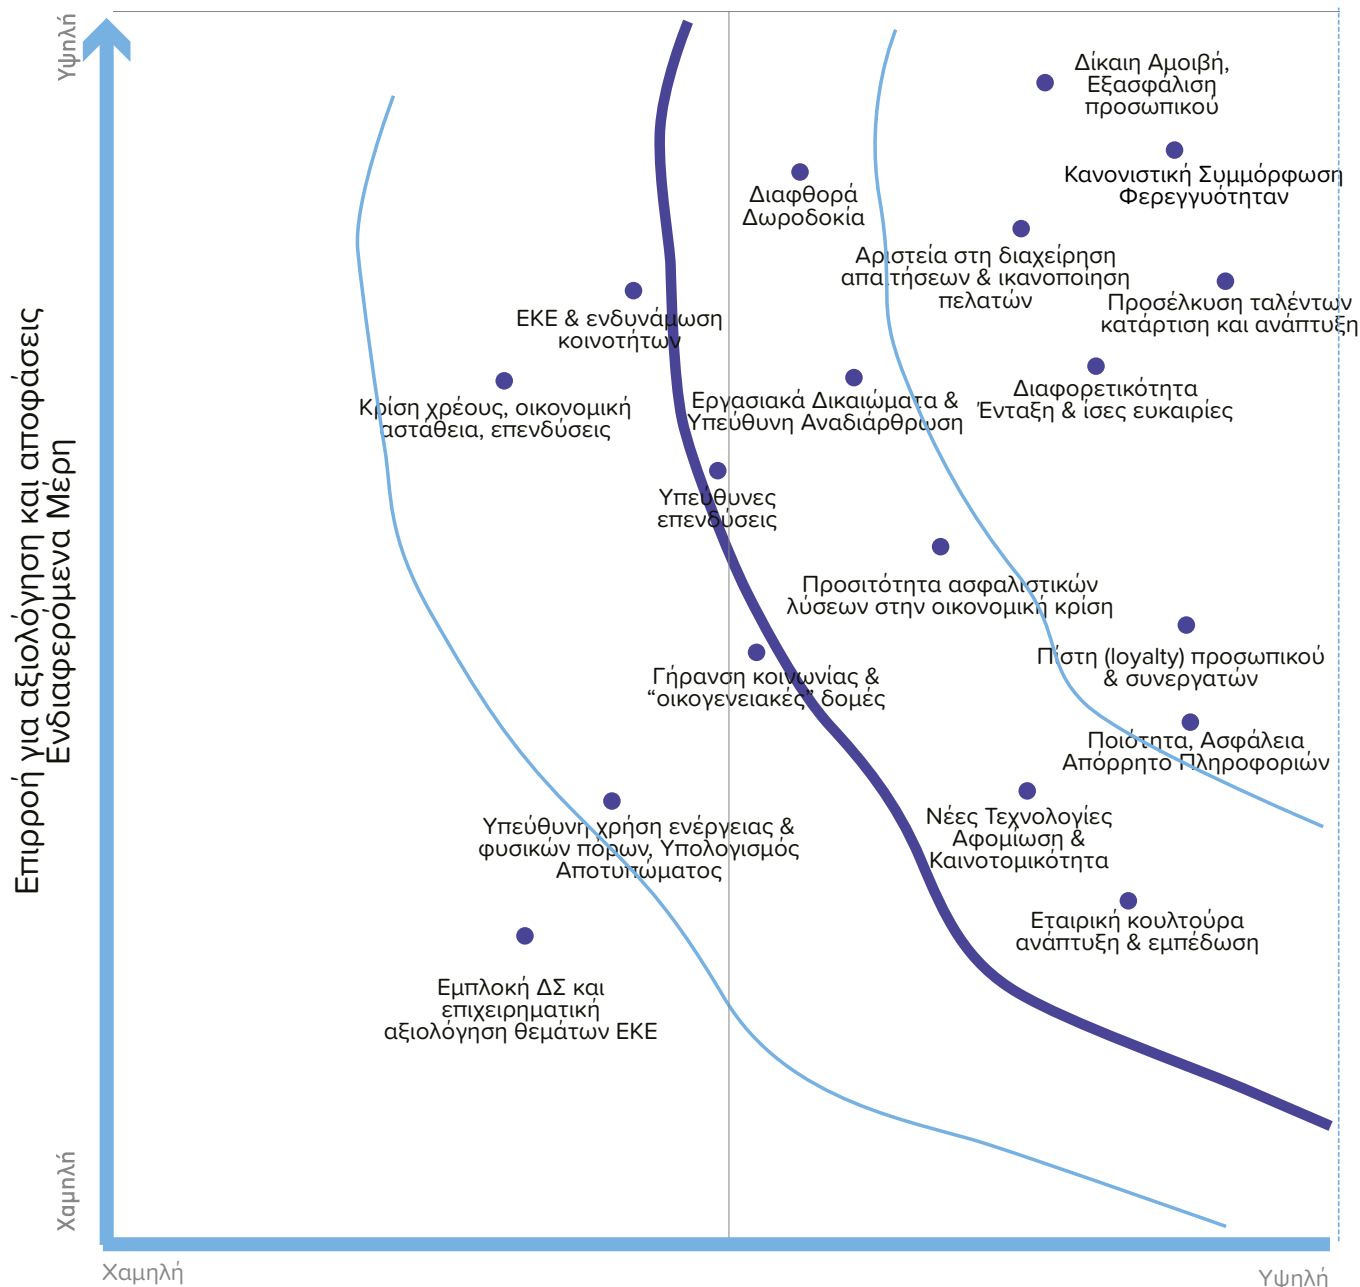 Υψηλή
Επιρροή για αξιολόγηση και αποφάσεις
Ενδιαφερόμενα Μέρη
Δίκαιη Αμοιβή,
Εξασφάλιση
προσωπικού
Κανονιστική Συμμόρφωση
Φερεγγυότηταν
Διαφθορά
Δωροδοκία
Αριστεία στη διαχείρηση
απαιτήσεων & ικανοποίηση
πελατών
Προσέλκυση ταλέντων
κατάρτιση και ανάπτυξη
ΕΚΕ & ενδυνάμωση
κοινοτήτων
Κρίση χρέους, οικονομική
αστάθεια, επενδύσεις
Εργασιακά Δικαιώματα &
Υπεύθυνη Αναδιάρθρωση
Διαφορετικότητα
Ένταξη & ίσες ευκαιρίες
Υπεύθυνες
επενδύσεις
Προσιτότητα ασφαλιστικών
λύσεων στην οικονομική κρίση
Γήρανση κοινωνίας &
“οικογενειακές” δομές
Πίστη (loyalty) προσωπικού
& συνεργατών
Ποιότητα, Ασφάλεια
Απόρρητο Πληροφοριών
Υπεύθυνη χρήση ενέργειας &
φυσικών πόρων, Υπολογισμός
Αποτυπώματος
Νέες Τεχνολογίες
Αφομίωση &
Καινοτομικότητα
Εταιρική κουλτούρα
ανάπτυξη & εμπέδωση
Εμπλοκή ΔΣ και
επιχειρηματική
αξιολόγηση θεμάτων ΕΚΕ
Χαμηλή
Χαμηλή
Υψηλή